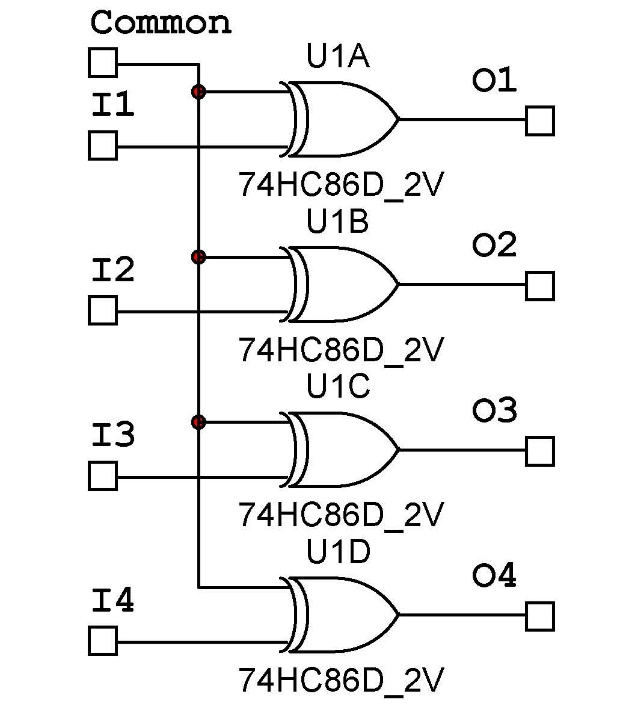 Common
U1A
O1
I1
74HC86D_2V
U1B
O2
I2
74HC86D_2V
U1C
O3
I3
74HC86D_2V
U1D
O4
I4
74HC86D_2V